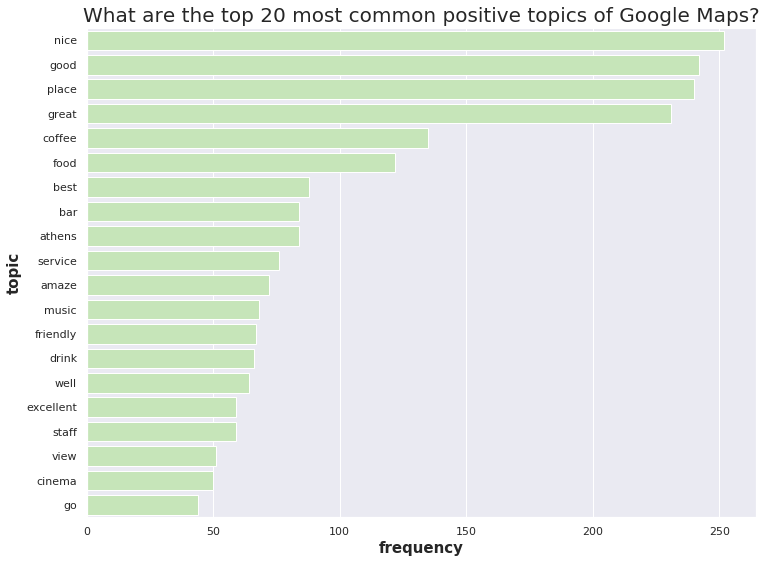 What are the top 20 most common positive topics of Google Maps?
nice
good
place
great
coffee
food
best
bar
athens
service
amaze
music
friendly
drink
well
excellent
staff
view
cinema
go
topic
0 50 100 150 200 250
frequency